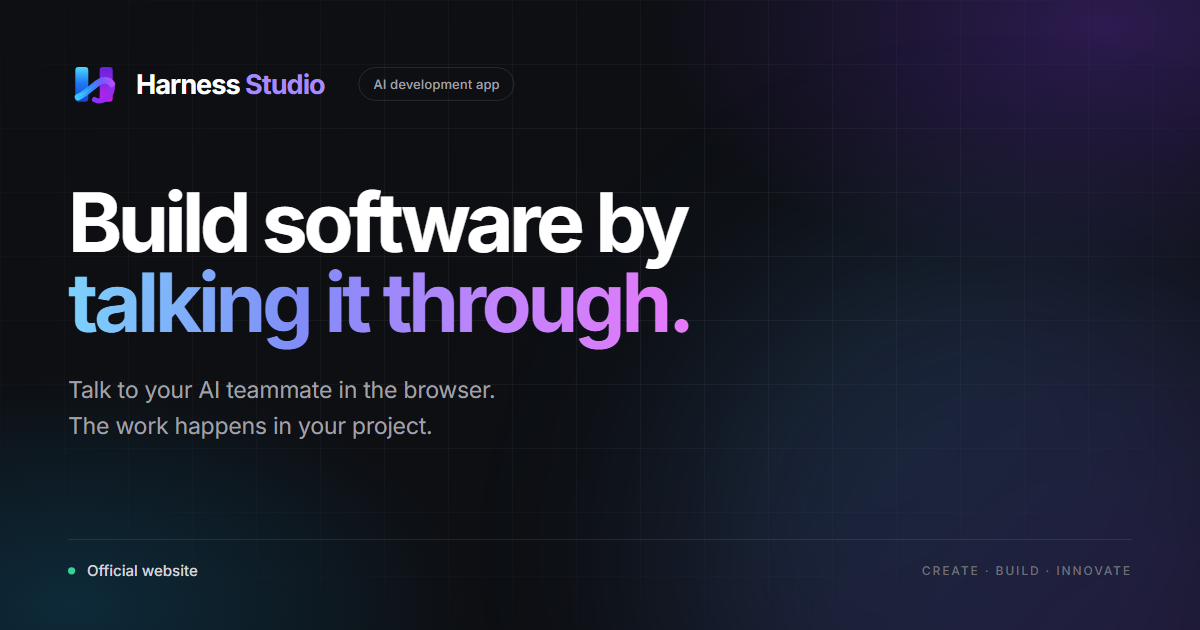 Harness Studio
AI development app
Build software by
talking it through.
Talk to your AI teammate in the browser.
The work happens in your project.
Official website
CREATE · BUILD · INNOVATE